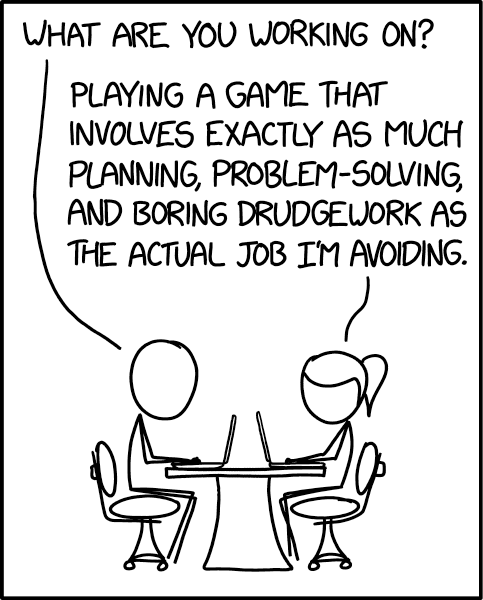 WHAT ARE YOU WORKING ON?
PLAYING A GAME THAT
INVOLVES EXACTLY AS MUCH
PLANNING, PROBLEM-SOLVING,
AND BORING DRUDGEWORK AS
THE ACTUAL JOB I'M AVOIDING.